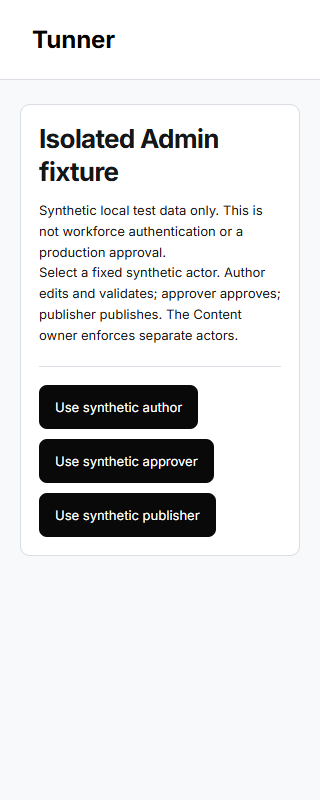 Tunner
Isolated Admin
fixture
Synthetic local test data only. This is
not workforce authentication or a
production approval.
Select a fixed synthetic actor. Author
edits and validates; approver approves;
publisher publishes. The Content
owner enforces separate actors.
Use synthetic author
Use synthetic approver
Use synthetic publisher